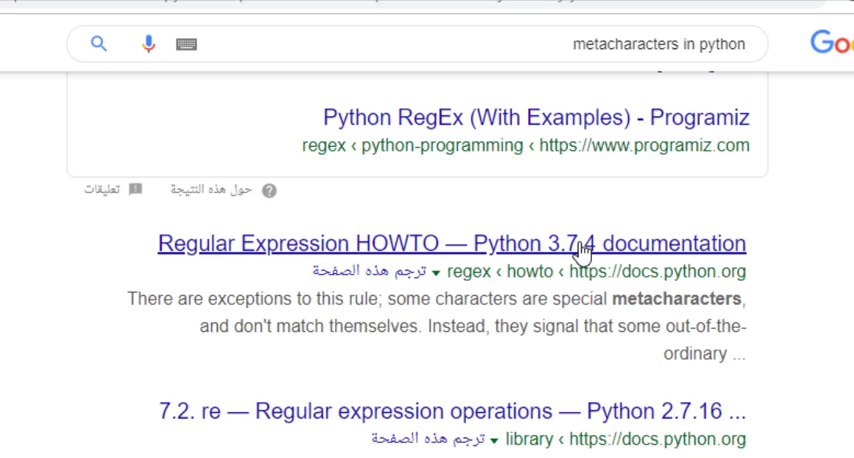 metacharacters in python
Python RegEx (With Examples) - Programiz
regex ‹ python-programming ‹ https://www.programiz.com
حول هذه النتيجة
تعليقات
Regular Expression HOWTO — Python 3.7.4 documentation
ترجم هذه الصفحة ▾ regex ‹ howto ‹ https://docs.python.org
There are exceptions to this rule; some characters are special metacharacters,
and don't match themselves. Instead, they signal that some out-of-the-
ordinary ...
7.2. re — Regular expression operations — Python 2.7.16 ...
ترجم هذه الصفحة ▾ library ‹ https://docs.python.org